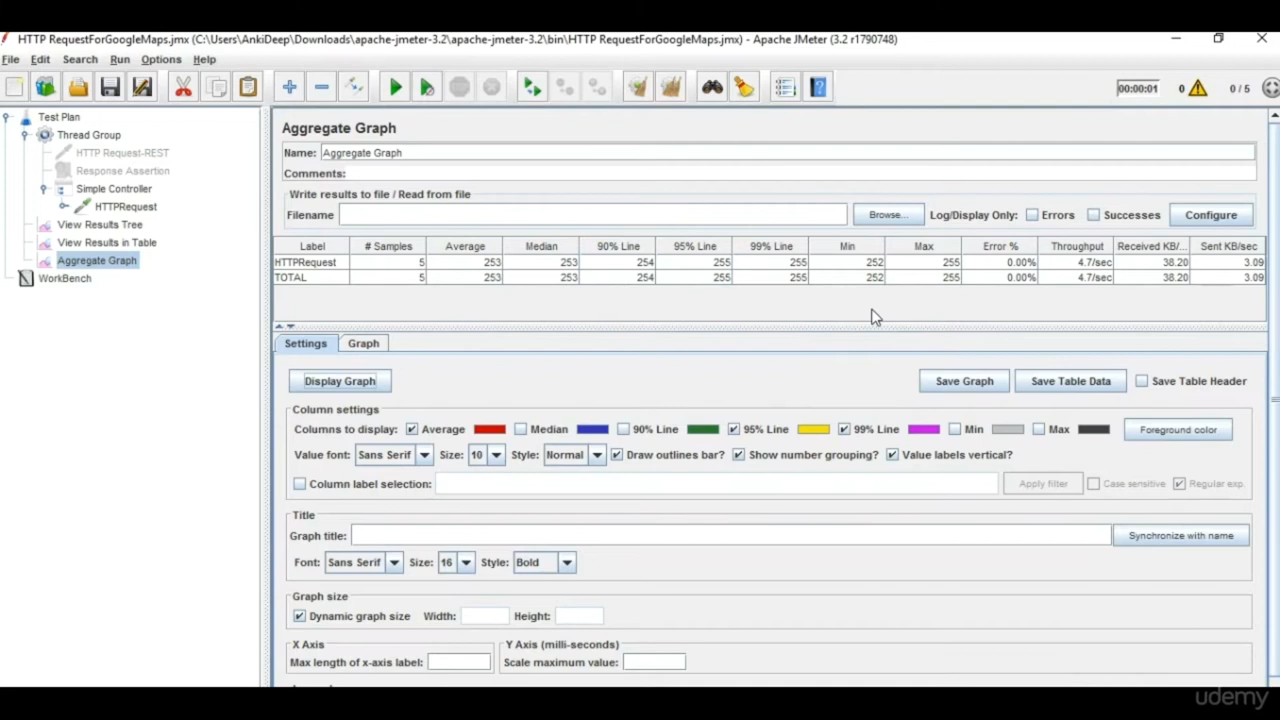 HTTP RequestForGoogleMaps.jmx (C:\Users\AnkiDeep\Downloads\apache-jmeter-3.2\apache-jmeter-3.2\bin\HTTP RequestForGoogleMaps.jmx) - Apache JMeter (3.2 r1790748)
File Edit Search Run Options Help
00:00:01 0 0 / 5
Test Plan
Thread Group
HTTP Request-REST
Response Assertion
Simple Controller
HTTPRequest
View Results Tree
View Results in Table
Aggregate Graph
WorkBench
Aggregate Graph
Name: Aggregate Graph
Comments:
Write results to file / Read from file
Filename Browse... Log/Display Only: Errors Successes Configure
Label # Samples Average Median 90% Line 95% Line 99% Line Min Max Error % Throughput Received KB/... Sent KB/sec
HTTPRequest 5 253 253 254 255 255 252 255 0.00% 4.7/sec 38.20 3.09
TOTAL 5 253 253 254 255 255 252 255 0.00% 4.7/sec 38.20 3.09
Settings Graph
Display Graph Save Graph Save Table Data Save Table Header
Column settings
Columns to display: Average Median 90% Line 95% Line 99% Line Min Max Foreground color
Value font: Sans Serif Size: 10 Style: Normal Draw outlines bar? Show number grouping? Value labels vertical?
Column label selection: Apply filter Case sensitive Regular exp.
Title
Graph title: Synchronize with name
Font: Sans Serif Size: 16 Style: Bold
Graph size
Dynamic graph size Width: Height:
X Axis Y Axis (milli-seconds)
Max length of x-axis label: Scale maximum value:
udemy